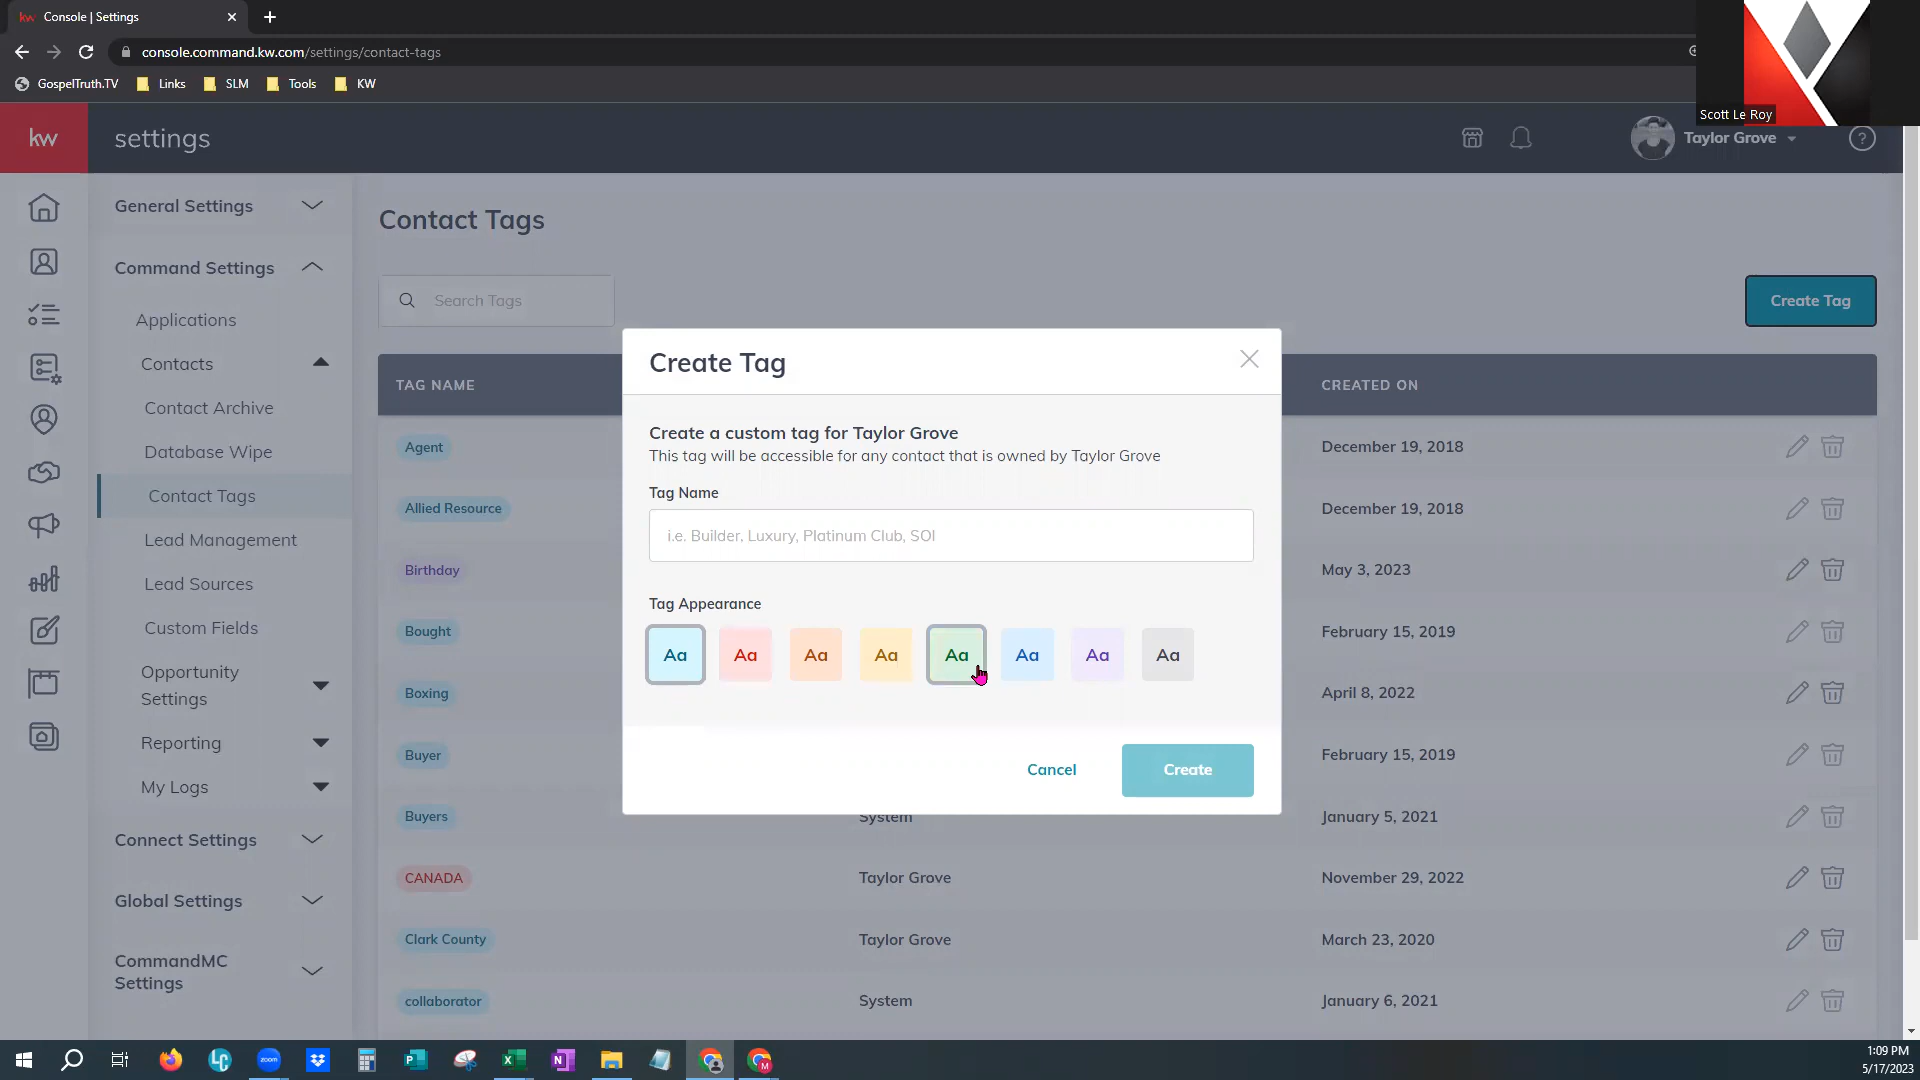 kw Console | Settings
console.command.kw.com/settings/contact-tags
GospelTruth.TV Links SLM Tools KW
Scott Le Roy
kw settings Taylor Grove ?
General Settings
Command Settings
Applications
Contacts
Contact Archive
Database Wipe
Contact Tags
Lead Management
Lead Sources
Custom Fields
Opportunity
Settings
Reporting
My Logs
Connect Settings
Global Settings
CommandMC
Settings
Contact Tags
Search Tags Create Tag
TAG NAME CREATED ON
Agent December 19, 2018
Allied Resource December 19, 2018
Birthday May 3, 2023
Bought February 15, 2019
Boxing April 8, 2022
Buyer February 15, 2019
Buyers System January 5, 2021
CANADA Taylor Grove November 29, 2022
Clark County Taylor Grove March 23, 2020
collaborator System January 6, 2021
Create Tag
Create a custom tag for Taylor Grove
This tag will be accessible for any contact that is owned by Taylor Grove
Tag Name
i.e. Builder, Luxury, Platinum Club, SOI
Tag Appearance
Aa Aa Aa Aa Aa Aa Aa Aa
Cancel Create
LC zoom P X N M
1:09 PM
5/17/2023